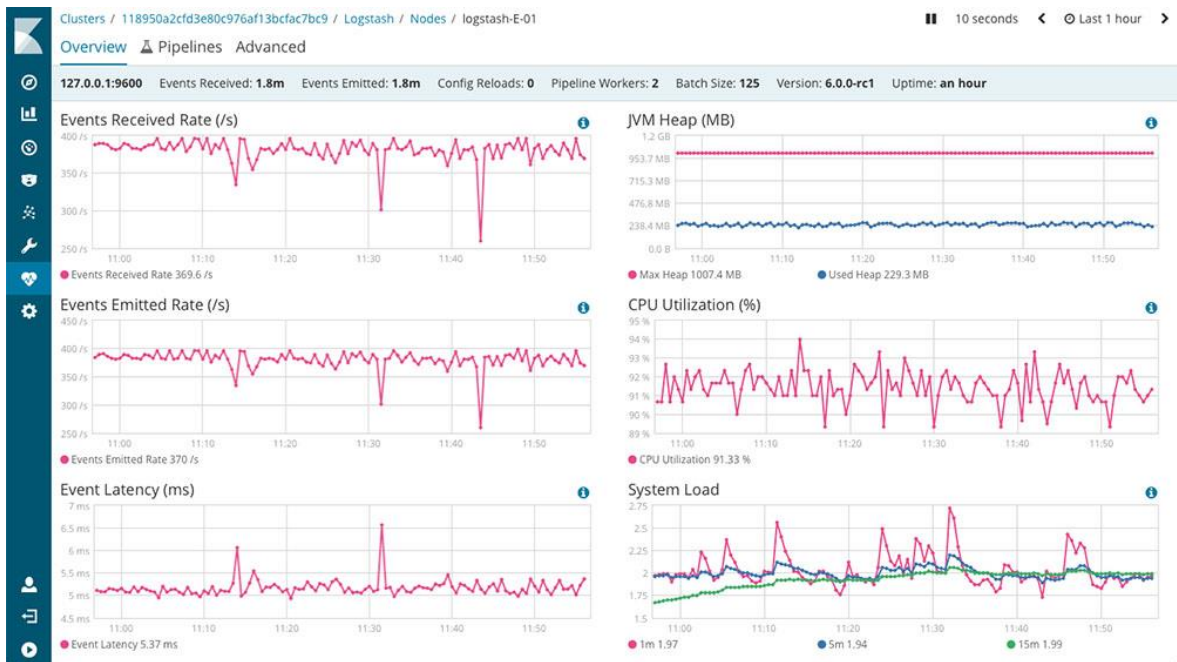 Clusters / 118950a2cfd3e80c976af13bcfac7bc9 / Logstash / Nodes / logstash-E-01
10 seconds
Last 1 hour
Overview Pipelines Advanced
127.0.0.1:9600 Events Received: 1.8m Events Emitted: 1.8m Config Reloads: 0 Pipeline Workers: 2 Batch Size: 125 Version: 6.0.0-rc1 Uptime: an hour
Events Received Rate (/s)
400 /s
350 /s
300 /s
250 /s
11:00 11:10 11:20 11:30 11:40 11:50
Events Received Rate 369.6 /s
JVM Heap (MB)
1.2 GB
953.7 MB
715.3 MB
476.8 MB
238.4 MB
0.0 B
11:00 11:10 11:20 11:30 11:40 11:50
Max Heap 1007.4 MB Used Heap 229.3 MB
Events Emitted Rate (/s)
450 /s
400 /s
350 /s
300 /s
250 /s
11:00 11:10 11:20 11:30 11:40 11:50
Events Emitted Rate 370 /s
CPU Utilization (%)
95 %
94 %
93 %
92 %
91 %
90 %
89 %
11:00 11:10 11:20 11:30 11:40 11:50
CPU Utilization 91.33 %
Event Latency (ms)
7 ms
6.5 ms
6 ms
5.5 ms
5 ms
4.5 ms
11:00 11:10 11:20 11:30 11:40 11:50
Event Latency 5.37 ms
System Load
2.75
2.5
2.25
2
1.75
1.5
11:00 11:10 11:20 11:30 11:40 11:50
1m 1.97 5m 1.94 15m 1.99